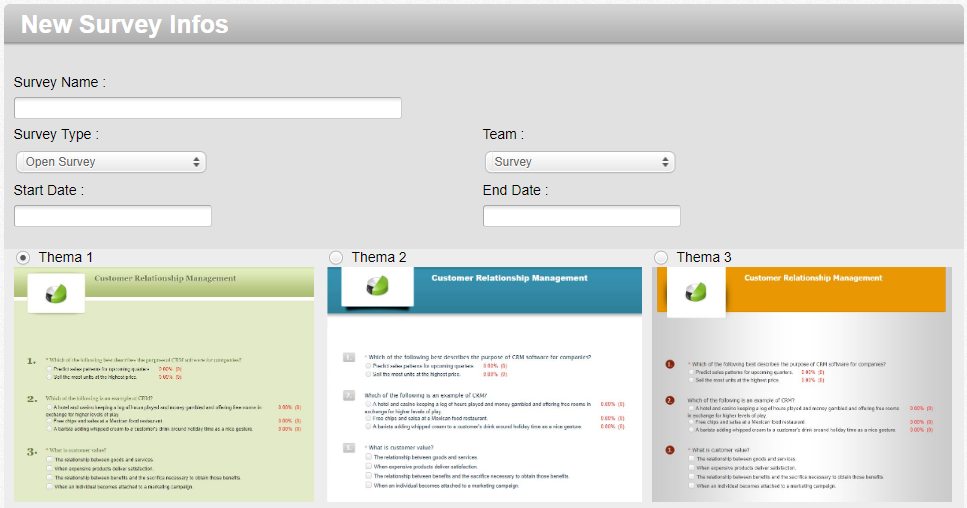 New Survey Infos
Survey Name :
Survey Type :
Team :
Open Survey
Survey
Start Date :
End Date :
Thema 1
Thema 2
Thema 3
Customer Relationship Management
1.
* Which of the following best describes the purpose of CRM software for companies?
Predict sales patterns for upcoming quarters. 0.00% (0)
Sell the most units at the highest price. 0.00% (0)
2.
Which of the following is an example of CRM?
A hotel and casino keeping a log of hours played and money gambled and offering free rooms in 0.00% (0)
exchange for higher levels of play.
Free chips and salsa at a Mexican food restaurant 0.00% (0)
A barista adding whipped cream to a customer's drink around holiday time as a nice gesture. 0.00% (0)
3.
* What is customer value?
The relationship between goods and services.
When expensive products deliver satisfaction.
The relationship between benefits and the sacrifice necessary to obtain those benefits.
When an individual becomes attached to a marketing campaign.
Customer Relationship Management
1.
* Which of the following best describes the purpose of CRM software for companies?
Predict sales patterns for upcoming quarters. 0.00% (0)
Sell the most units at the highest price. 0.00% (0)
2.
Which of the following is an example of CRM?
A hotel and casino keeping a log of hours played and money gambled and offering free rooms in 0.00% (0)
exchange for higher levels of play.
Free chips and salsa at a Mexican food restaurant 0.00% (0)
A barista adding whipped cream to a customer's drink around holiday time as a nice gesture. 0.00% (0)
3.
* What is customer value?
The relationship between goods and services.
When expensive products deliver satisfaction.
The relationship between benefits and the sacrifice necessary to obtain those benefits.
When an individual becomes attached to a marketing campaign.
Customer Relationship Management
1.
* Which of the following best describes the purpose of CRM software for companies?
Predict sales patterns for upcoming quarters. 0.00% (0)
Sell the most units at the highest price. 0.00% (0)
2.
Which of the following is an example of CRM?
A hotel and casino keeping a log of hours played and money gambled and offering free rooms 0.00% (0)
in exchange for higher levels of play.
Free chips and salsa at a Mexican food restaurant 0.00% (0)
A barista adding whipped cream to a customer's drink around holiday time as a nice gesture. 0.00% (0)
3.
* What is customer value?
The relationship between goods and services.
When expensive products deliver satisfaction.
The relationship between benefits and the sacrifice necessary to obtain those benefits.
When an individual becomes attached to a marketing campaign.